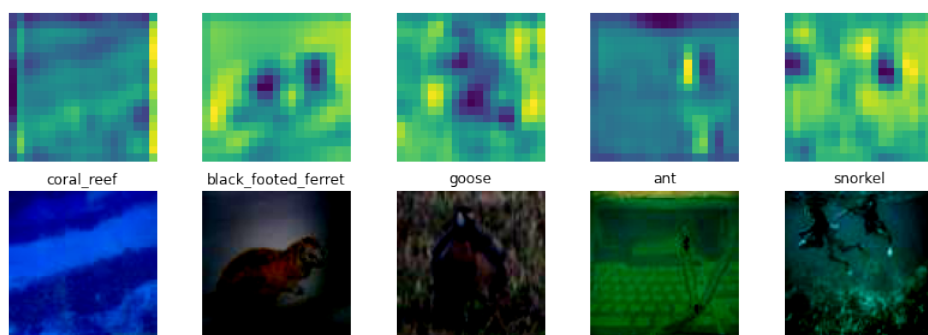 coral_reef
black_footed_ferret
goose
ant
snorkel